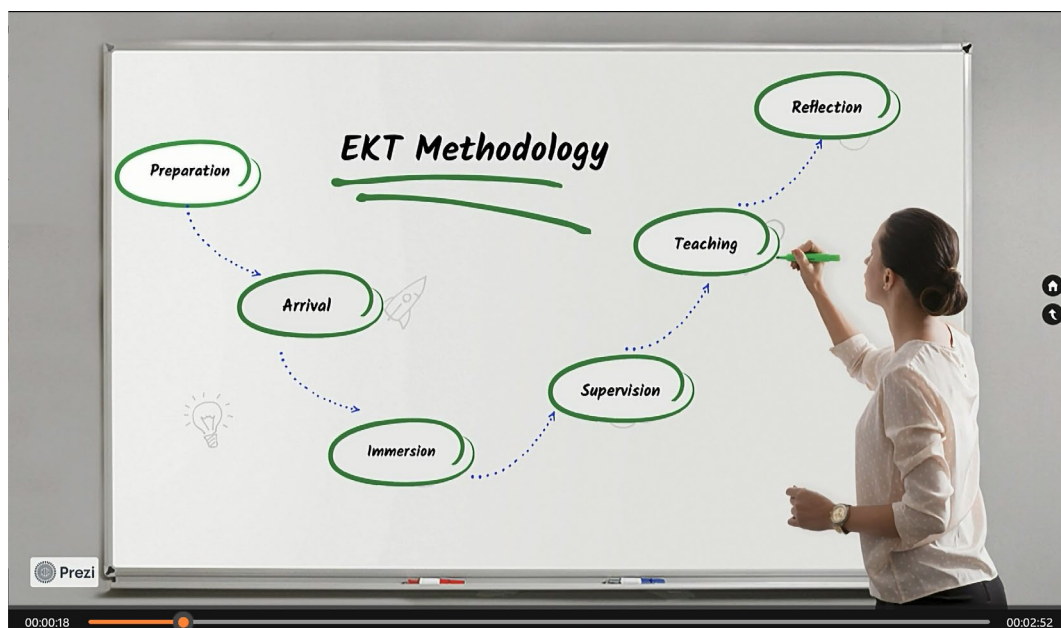 EKT Methodology
Preparation
Arrival
Immersion
Supervision
Teaching
Reflection
Prezi
00:00:18
00:02:52